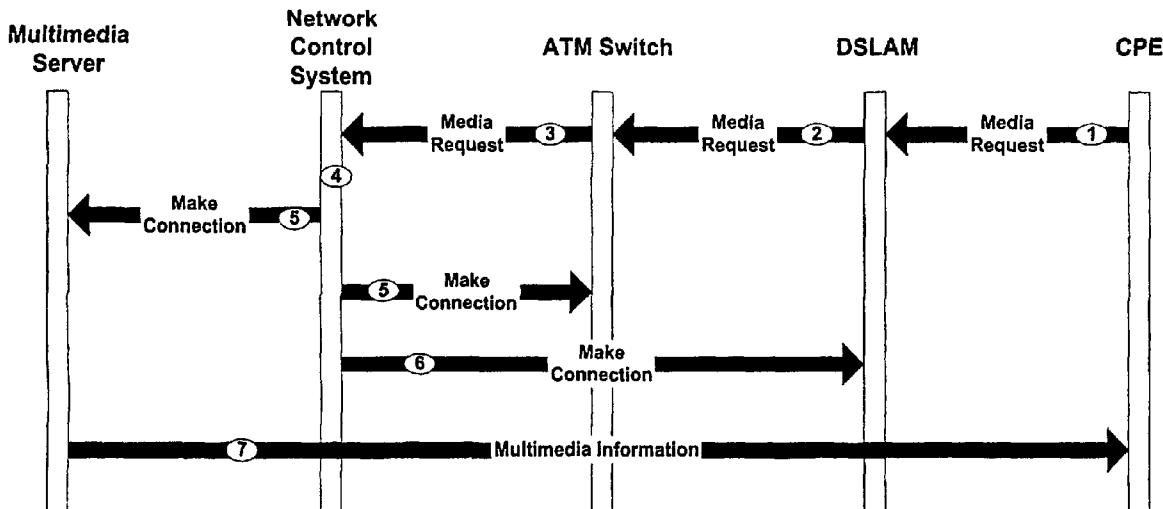 Multimedia
Server
Network
Control
System
ATM Switch
DSLAM
CPE
Media
Request
3
Media
Request
2
Media
Request
1
4
Make
Connection
5
5
Make
Connection
6
Make
Connection
7
Multimedia Information